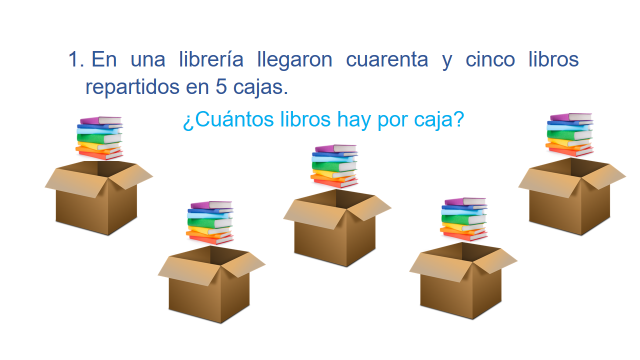 1. En una librería llegaron cuarenta y cinco libros
repartidos en 5 cajas.
¿Cuántos libros hay por caja?